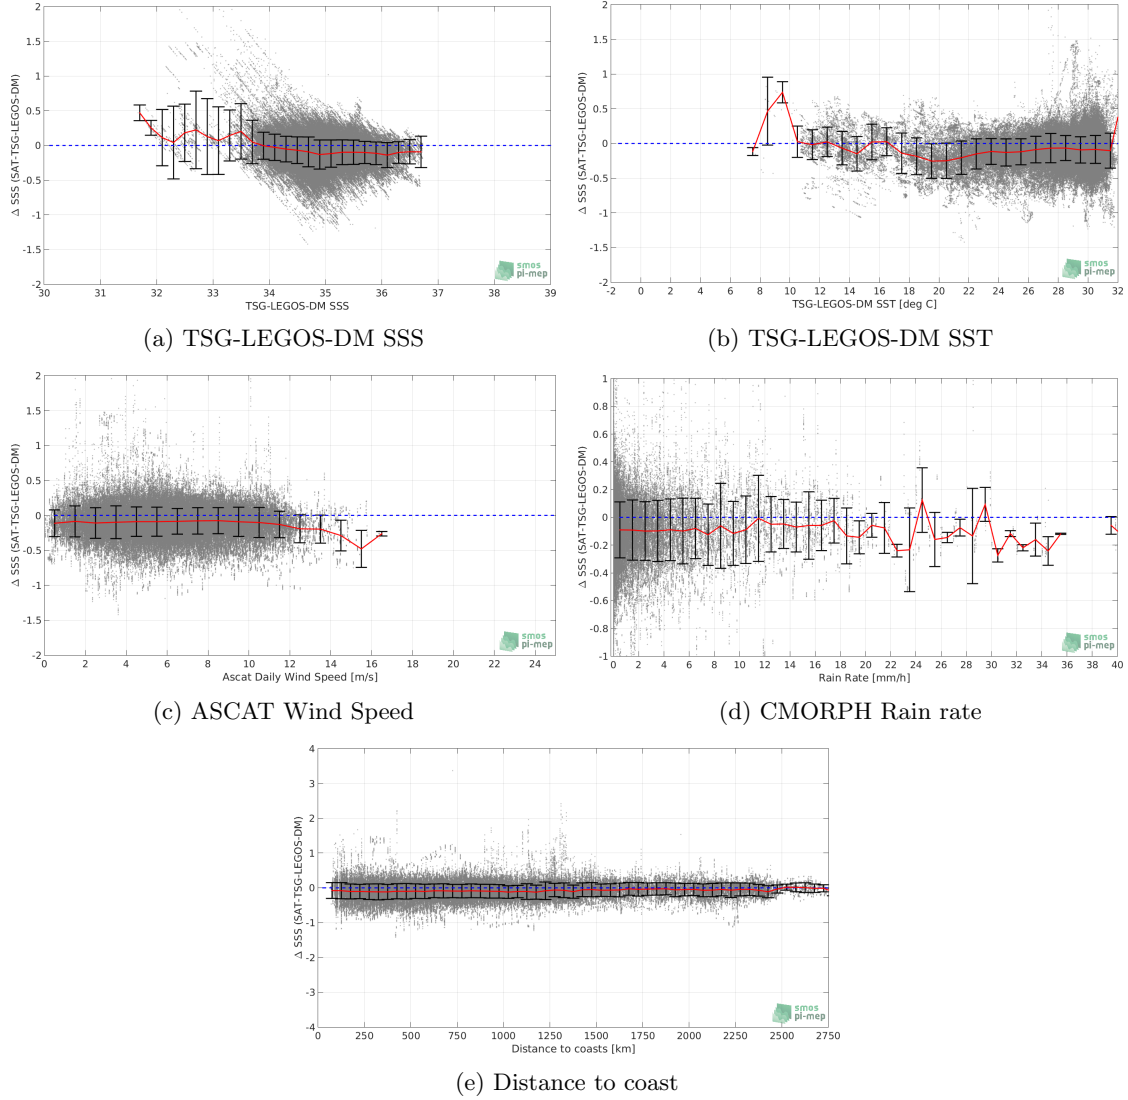 2
1.5
1
0.5
0
-0.5
-1
-1.5
-2
Δ SSS (SAT-TSG-LEGOS-DM)
30 31 32 33 34 35 36 37 38 39
TSG-LEGOS-DM SSS
smos
pi-mep
(a) TSG-LEGOS-DM SSS
2
1.5
1
0.5
0
-0.5
-1
-1.5
-2
Δ SSS (SAT-TSG-LEGOS-DM)
-2 0 2 4 6 8 10 12 14 16 18 20 22 24 26 28 30 32
TSG-LEGOS-DM SST [deg C]
smos
pi-mep
(b) TSG-LEGOS-DM SST
2
1.5
1
0.5
0
-0.5
-1
-1.5
-2
Δ SSS (SAT-TSG-LEGOS-DM)
0 2 4 6 8 10 12 14 16 18 20 22 24
Ascat Daily Wind Speed [m/s]
smos
pi-mep
(c) ASCAT Wind Speed
1
0.8
0.6
0.4
0.2
0
-0.2
-0.4
-0.6
-0.8
-1
Δ SSS (SAT-TSG-LEGOS-DM)
0 2 4 6 8 10 12 14 16 18 20 22 24 26 28 30 32 34 36 38 40
Rain Rate [mm/h]
smos
pi-mep
(d) CMORPH Rain rate
4
3
2
1
0
-1
-2
-3
-4
Δ SSS (SAT-TSG-LEGOS-DM)
0 250 500 750 1000 1250 1500 1750 2000 2250 2500 2750
Distance to coasts [km]
smos
pi-mep
(e) Distance to coast